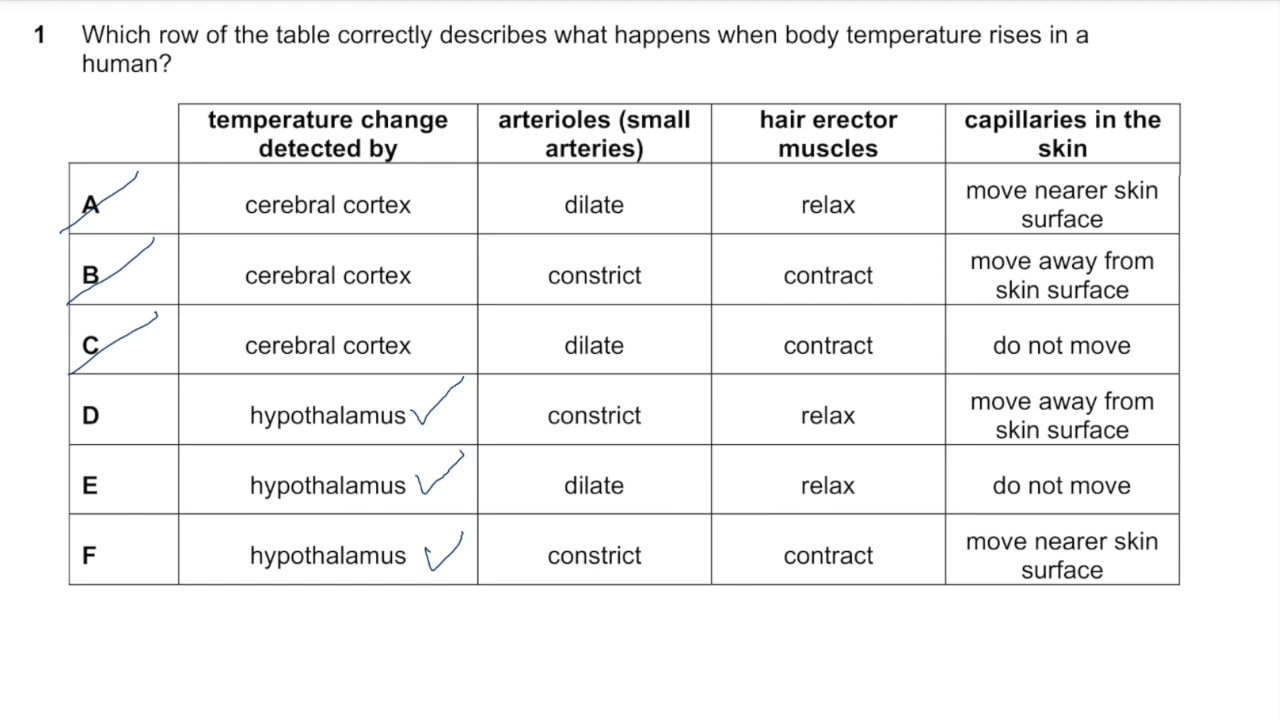 1 Which row of the table correctly describes what happens when body temperature rises in a
human?
temperature change detected by | arterioles (small arteries) | hair erector muscles | capillaries in the skin
A | cerebral cortex | dilate | relax | move nearer skin surface
B | cerebral cortex | constrict | contract | move away from skin surface
C | cerebral cortex | dilate | contract | do not move
D | hypothalamus | constrict | relax | move away from skin surface
E | hypothalamus | dilate | relax | do not move
F | hypothalamus | constrict | contract | move nearer skin surface